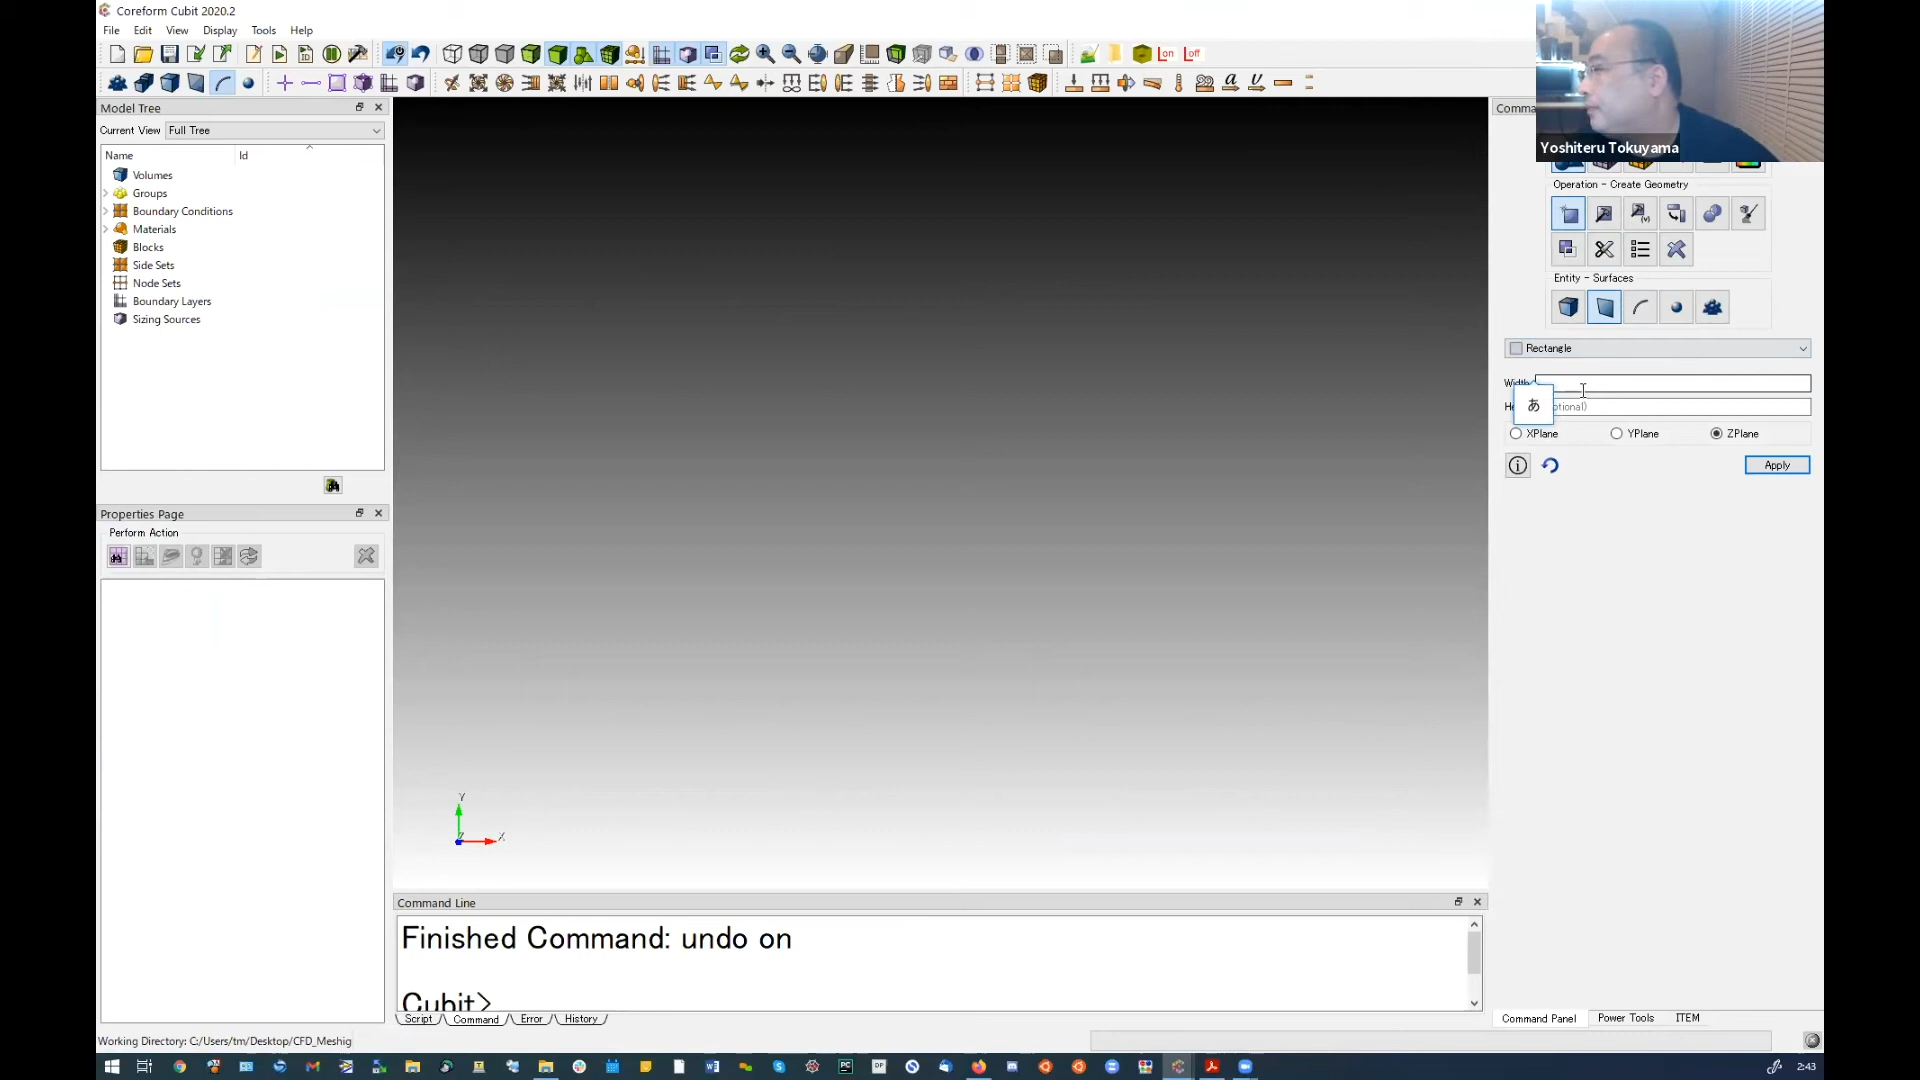 Coreform Cubit 2020.2
File Edit View Display Tools Help
on off
Model Tree
Current View Full Tree
Name Id
Volumes
Groups
Boundary Conditions
Materials
Blocks
Side Sets
Node Sets
Boundary Layers
Sizing Sources
Properties Page
Perform Action
Y
Z X
Command Line
Finished Command: undo on
Cubit>
Script Command Error History
Working Directory: C:/Users/tm/Desktop/CFD_Meshig
Yoshiteru Tokuyama
Operation - Create Geometry
(v)
Entity - Surfaces
Rectangle
Width
あ
XPlane YPlane ZPlane
Apply
Command Panel Power Tools ITEM
2:43